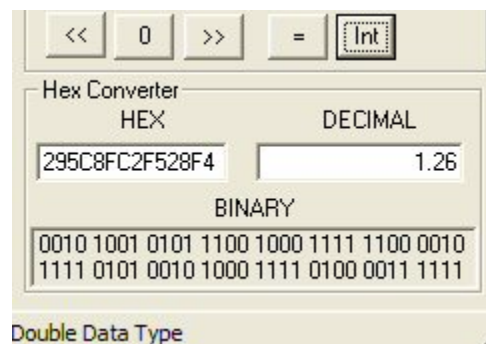 << 0 >> = Int
Hex Converter
HEX DECIMAL
295C8FC2F528F4 1.26
BINARY
0010 1001 0101 1100 1000 1111 1100 0010
1111 0101 0010 1000 1111 0100 0011 1111
Double Data Type